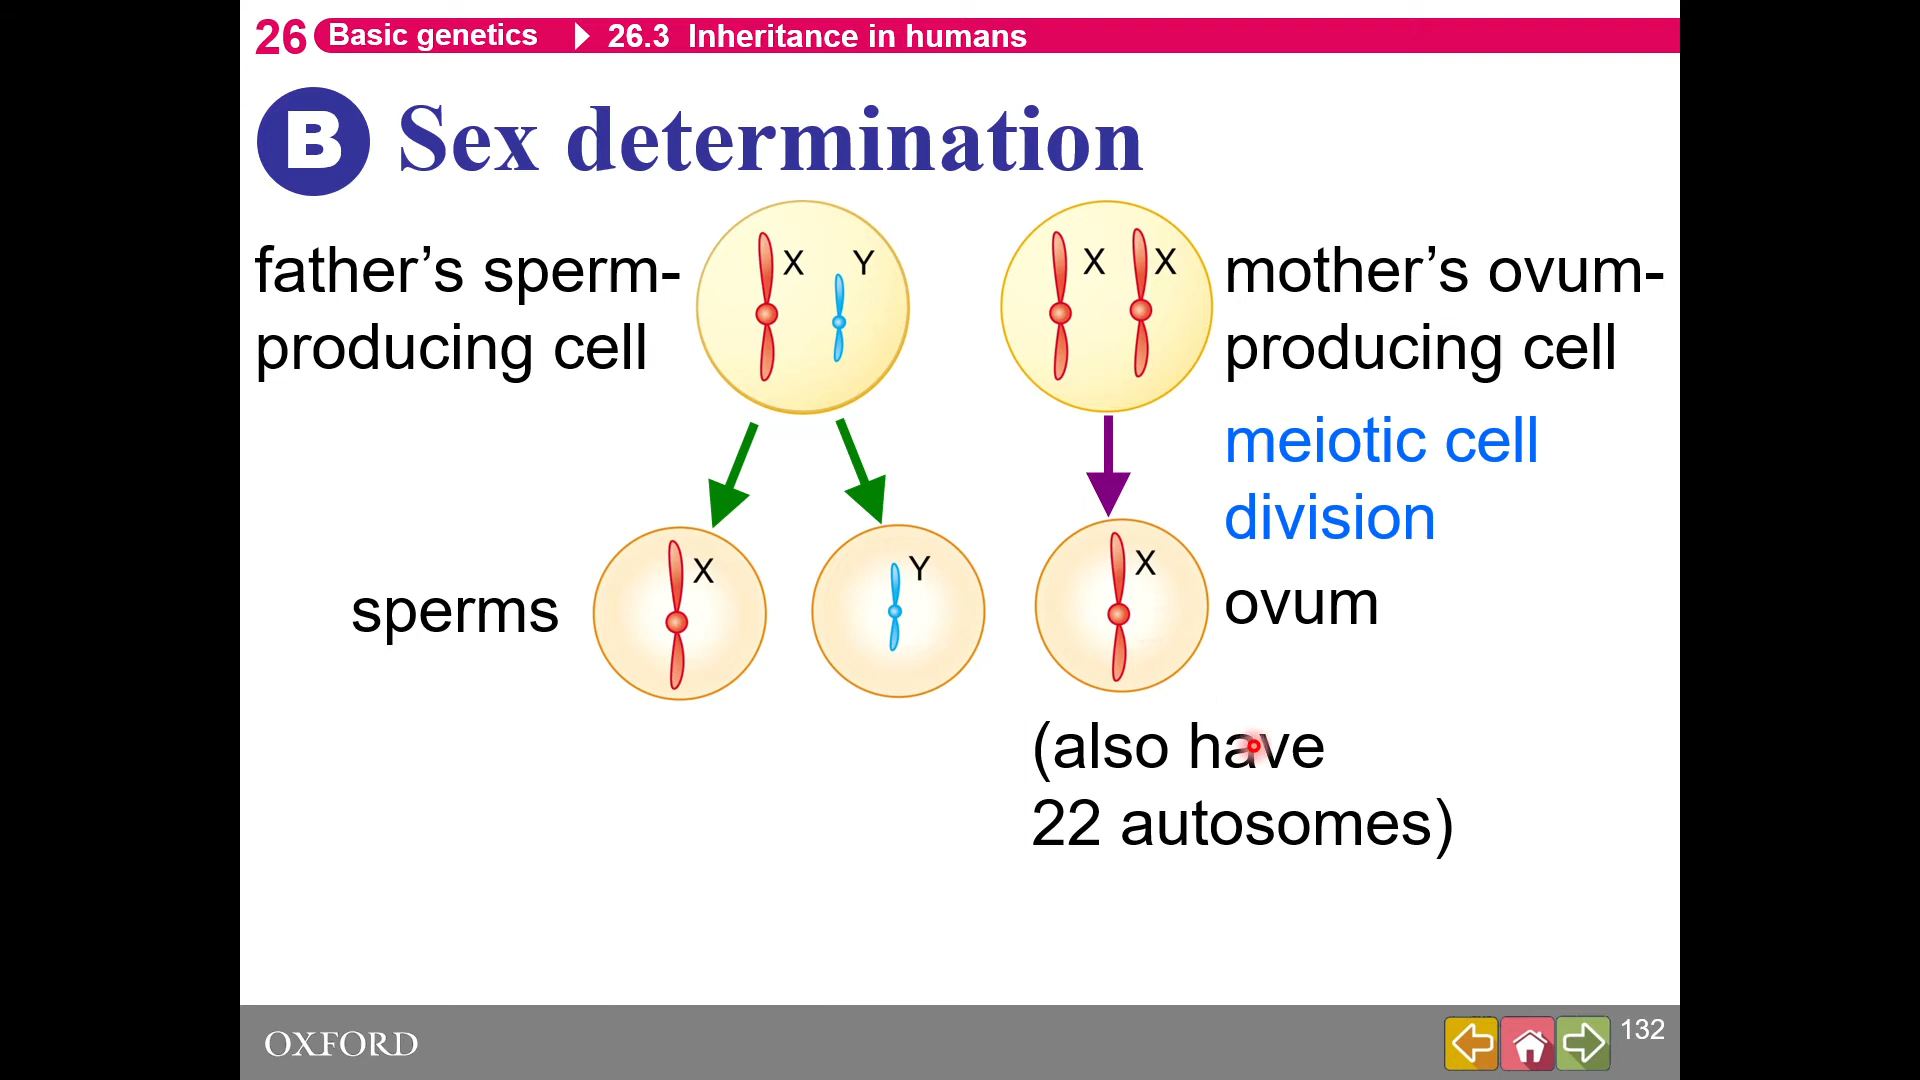 26 Basic genetics 26.3 Inheritance in humans
B Sex determination
father’s sperm-
producing cell
X Y
X X
mother’s ovum-
producing cell
meiotic cell
division
sperms
X
Y
X
ovum
(also have
22 autosomes)
OXFORD
132